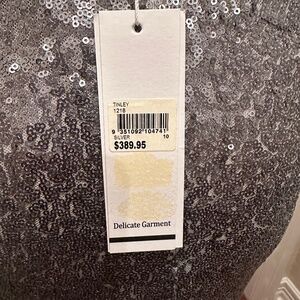 TINLEY
1218
9 351092 104741
SILVER 10
$389.95
Delicate Garment